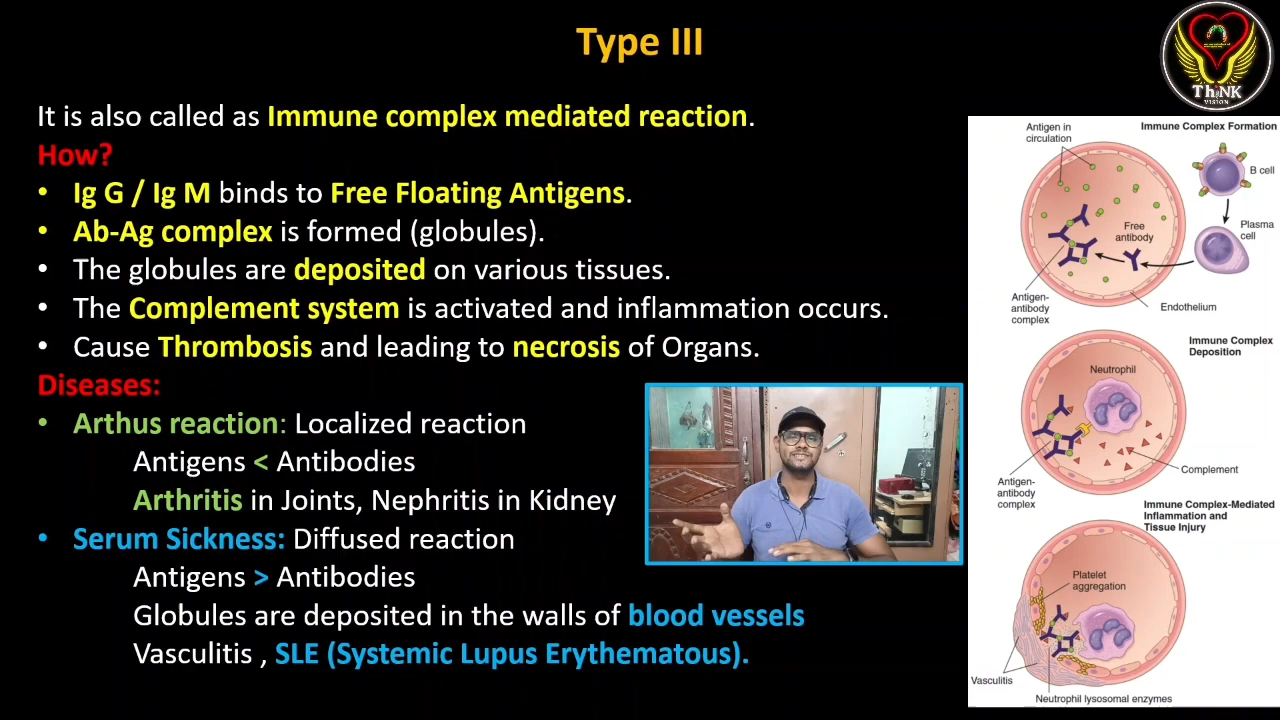 Type III
ThiNK
VISION
It is also called as Immune complex mediated reaction.
How?
• Ig G / Ig M binds to Free Floating Antigens.
• Ab-Ag complex is formed (globules).
• The globules are deposited on various tissues.
• The Complement system is activated and inflammation occurs.
• Cause Thrombosis and leading to necrosis of Organs.
Diseases:
• Arthus reaction: Localized reaction
Antigens < Antibodies
Arthritis in Joints, Nephritis in Kidney
• Serum Sickness: Diffused reaction
Antigens > Antibodies
Globules are deposited in the walls of blood vessels
Vasculitis , SLE (Systemic Lupus Erythematous).
Antigen in
circulation
Immune Complex Formation
B cell
Plasma
cell
Free
antibody
Antigen-
antibody
complex
Endothelium
Immune Complex
Deposition
Neutrophil
Complement
Antigen-
antibody
complex
Immune Complex-Mediated
Inflammation and
Tissue Injury
Platelet
aggregation
Vasculitis
Neutrophil lysosomal enzymes